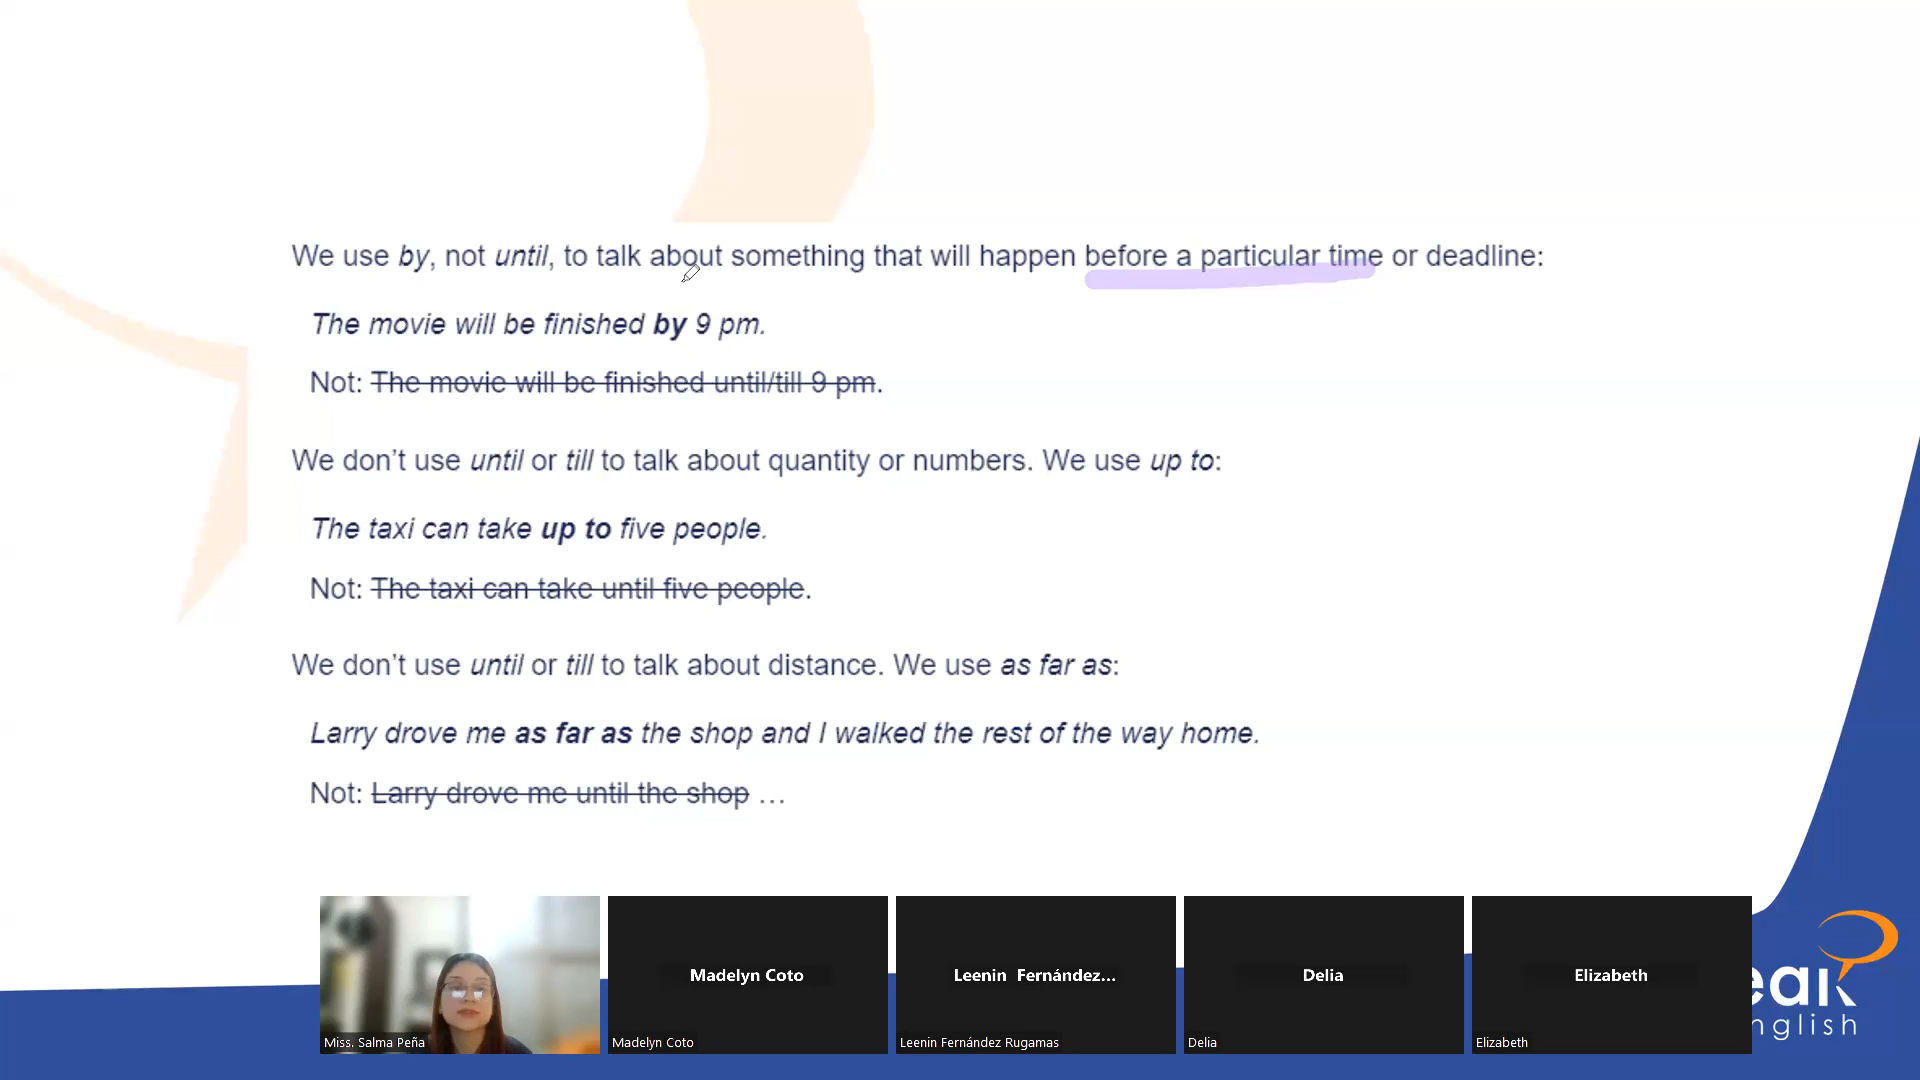 We use by, not until, to talk about something that will happen before a particular time or deadline:
The movie will be finished by 9 pm.
Not: The movie will be finished until/till 9 pm.
We don’t use until or till to talk about quantity or numbers. We use up to:
The taxi can take up to five people.
Not: The taxi can take until five people.
We don’t use until or till to talk about distance. We use as far as:
Larry drove me as far as the shop and I walked the rest of the way home.
Not: Larry drove me until the shop …
Madelyn Coto
Leenin Fernández...
Delia
Elizabeth
Miss. Salma Peña
Madelyn Coto
Leenin Fernández Rugamas
Delia
Elizabeth
eak
nglish